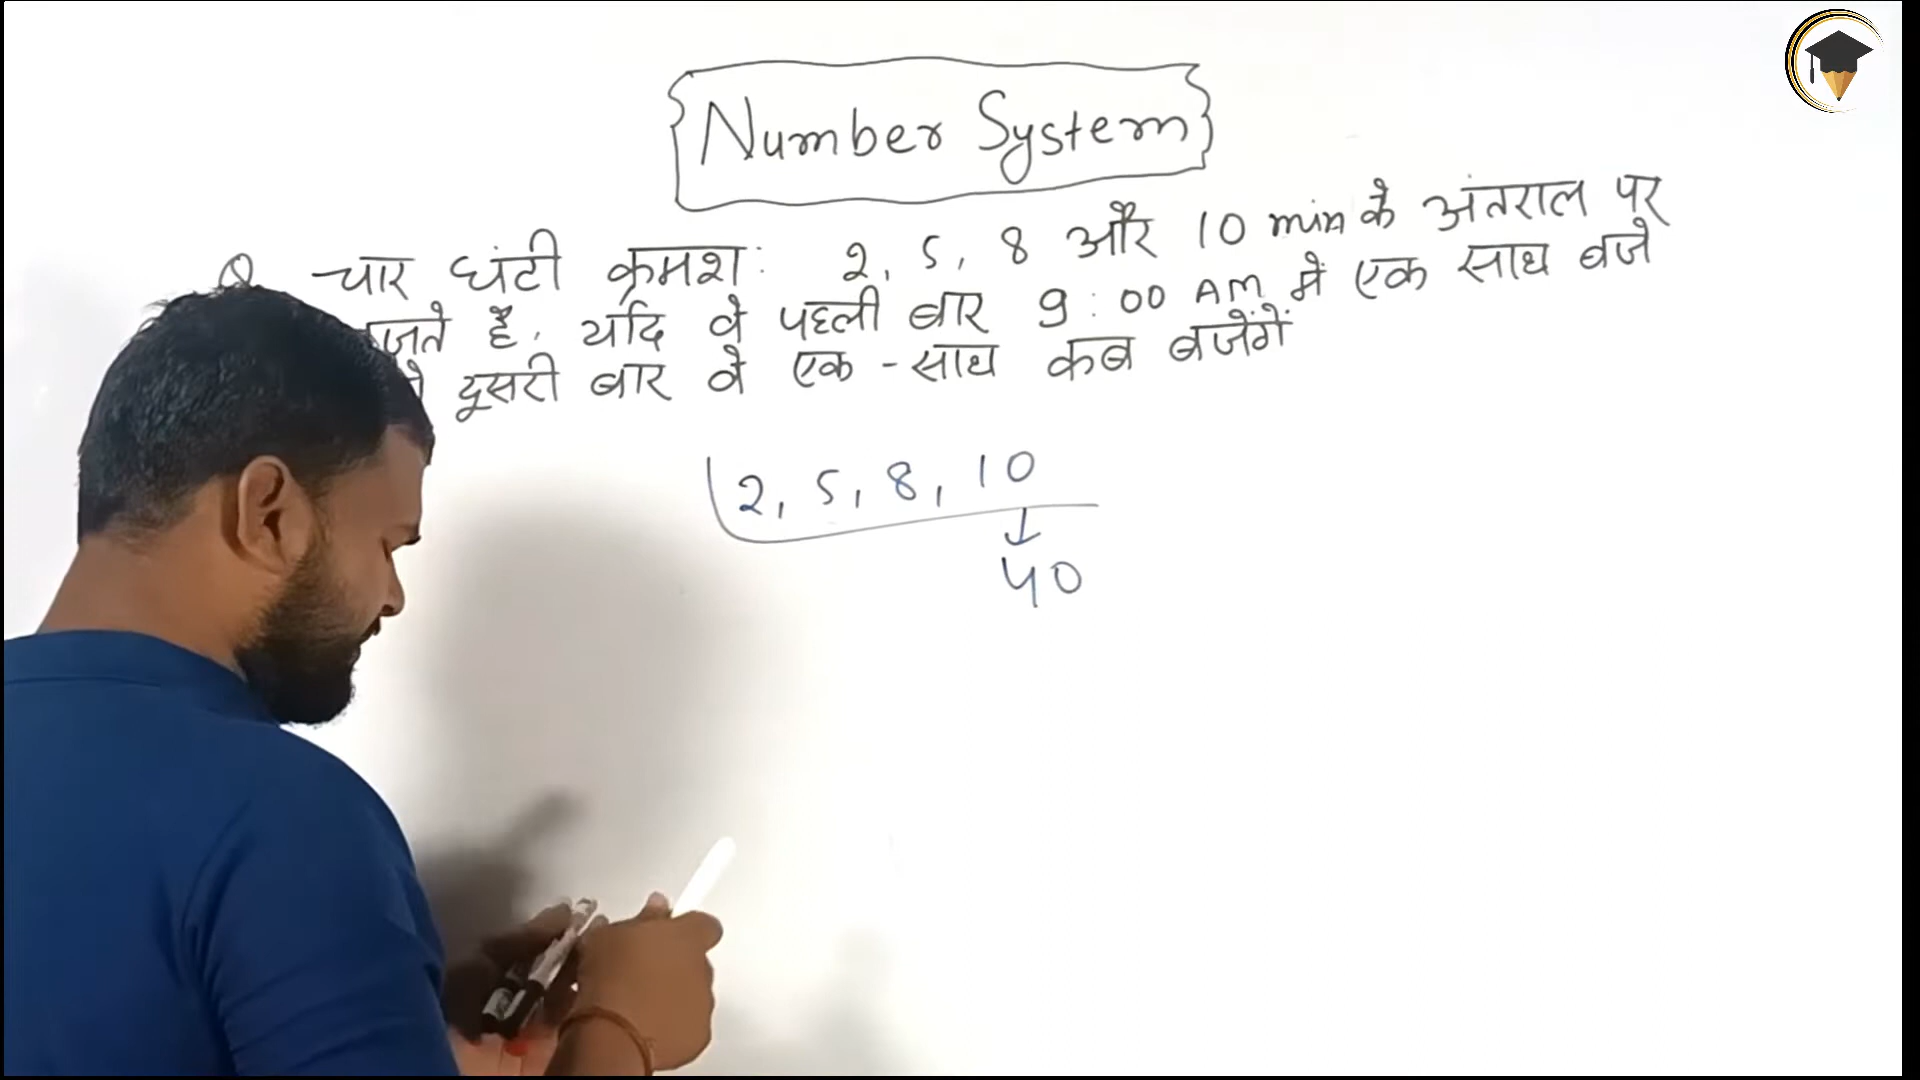 Number System
Q चार घंटी क्रमश: 2, 5, 8 और 10 min के अंतराल पर
हैं, यदि वे पहली बार 9:00 AM में एक साथ बजे
दूसरी बार वे एक - साथ कब बजेंगें
2, 5, 8, 10
40